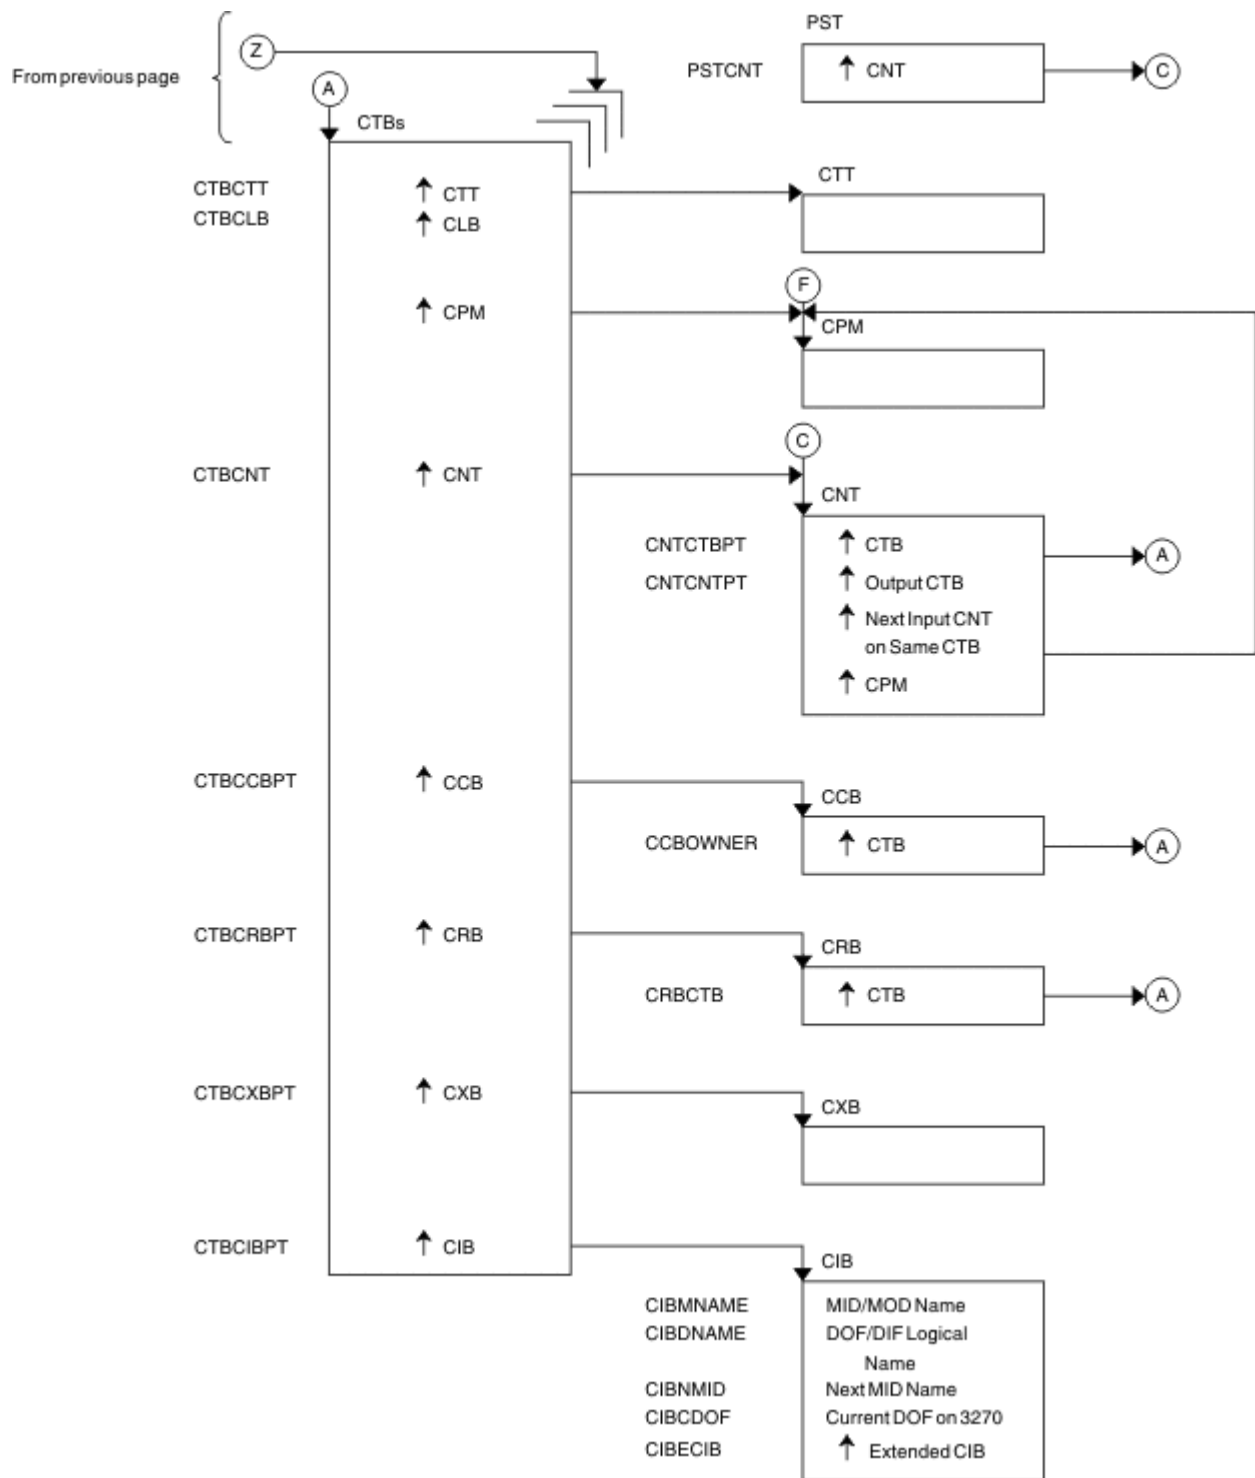 PST
Z
From previous page
PSTCNT
↑ CNT
C
A
CTBs
CTBCTT
↑ CTT
CTT
CTBCLB
↑ CLB
F
↑ CPM
CPM
C
CTBCNT
↑ CNT
CNT
CNTCTBPT
↑ CTB
A
CNTCNTPT
↑ Output CTB
↑ Next Input CNT
on Same CTB
↑ CPM
CTBCCBPT
↑ CCB
CCB
CCBOWNER
↑ CTB
A
CTBCRBPT
↑ CRB
CRB
CRBCTB
↑ CTB
A
CTBCXBPT
↑ CXB
CXB
CTBCIBPT
↑ CIB
CIB
CIBMNAME
MID/MOD Name
CIBDNAME
DOF/DIF Logical
Name
CIBNMID
Next MID Name
CIBCDOF
Current DOF on 3270
CIBECIB
↑ Extended CIB